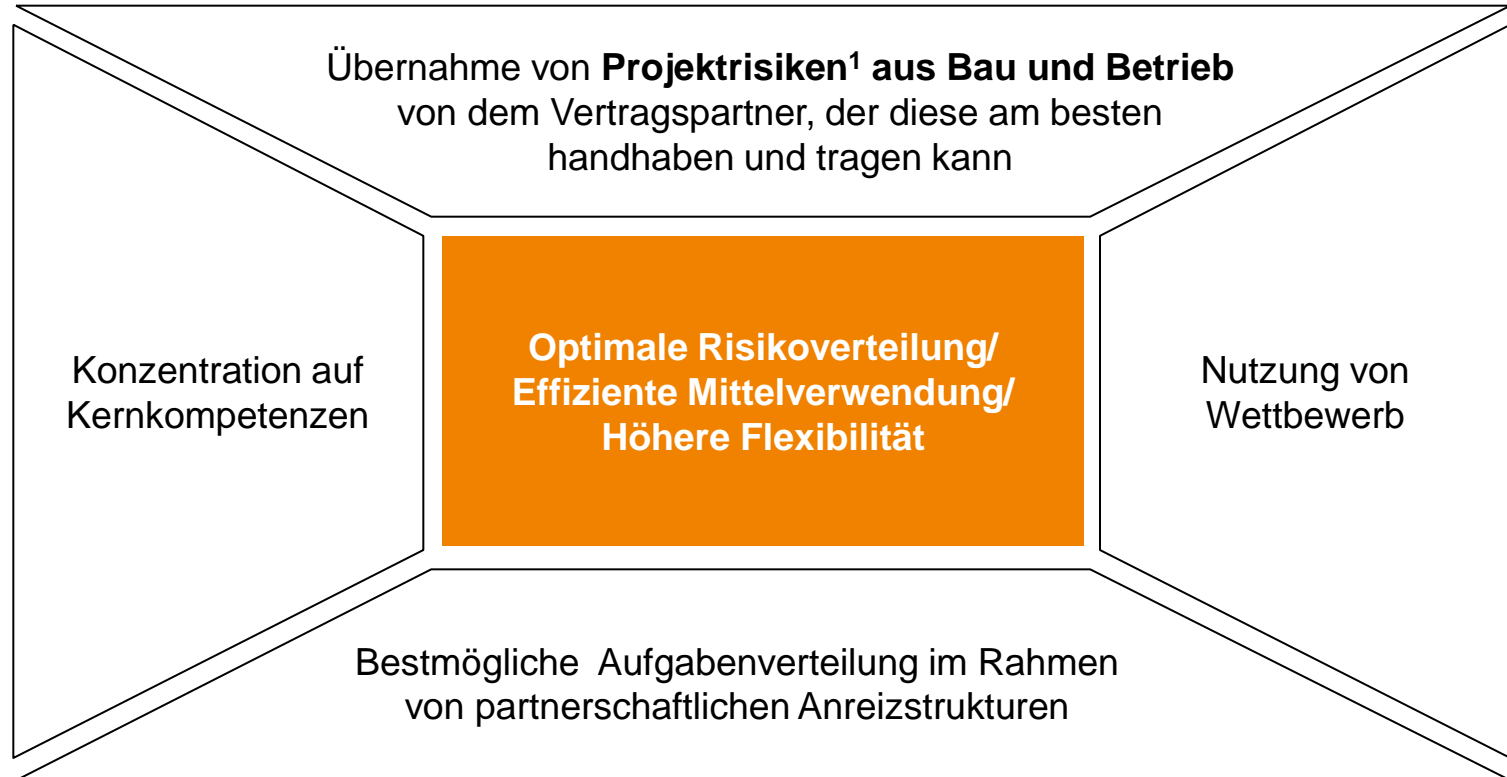 Übernahme von Projektrisiken¹ aus Bau und Betrieb
von dem Vertragspartner, der diese am besten
handhaben und tragen kann
Konzentration auf
Kernkompetenzen
Optimale Risikoverteilung/
Effiziente Mittelverwendung/
Höhere Flexibilität
Nutzung von
Wettbewerb
Bestmögliche Aufgabenverteilung im Rahmen
von partnerschaftlichen Anreizstrukturen